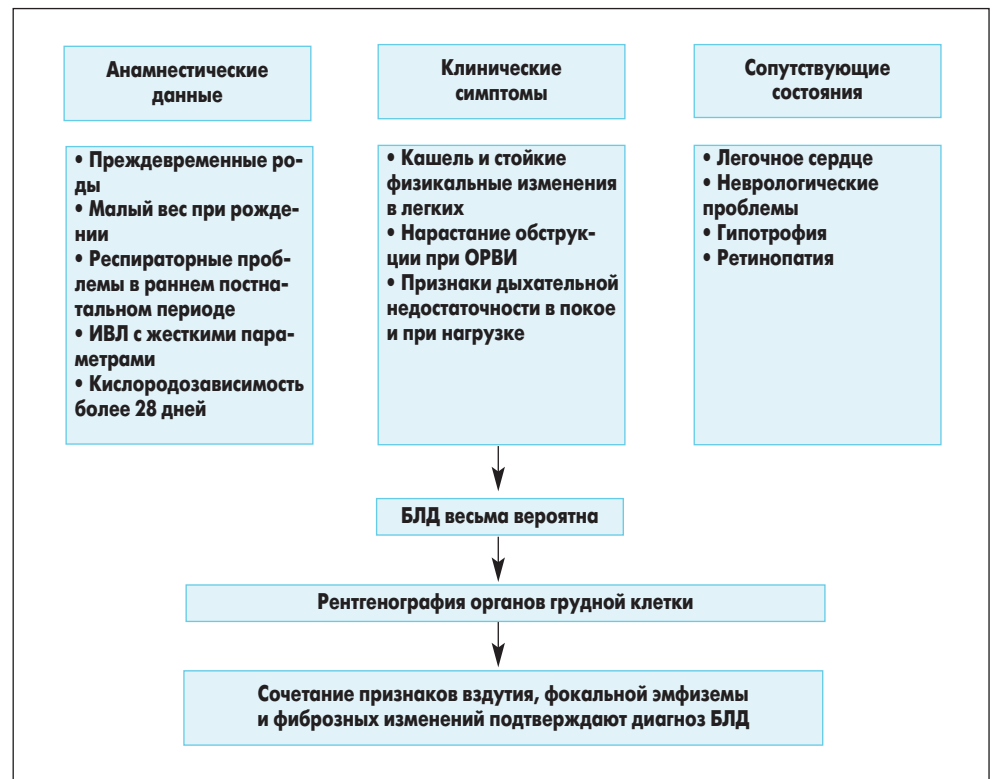 Анамнестические
данные
• Преждевременные ро-
ды
• Малый вес при рожде-
нии
• Респираторные проб-
лемы в раннем постна-
тальном периоде
• ИВЛ с жесткими пара-
метрами
• Кислородозависимость
более 28 дней
Клинические
симптомы
• Кашель и стойкие
физикальные изменения
в легких
• Нарастание обструк-
ции при ОРВИ
• Признаки дыхательной
недостаточности в покое
и при нагрузке
Сопутствующие
состояния
• Легочное сердце
• Неврологические
проблемы
• Гипотрофия
• Ретинопатия
БЛД весьма вероятна
Рентгенография органов грудной клетки
Сочетание признаков вздутия, фокальной эмфиземы
и фиброзных изменений подтверждают диагноз БЛД